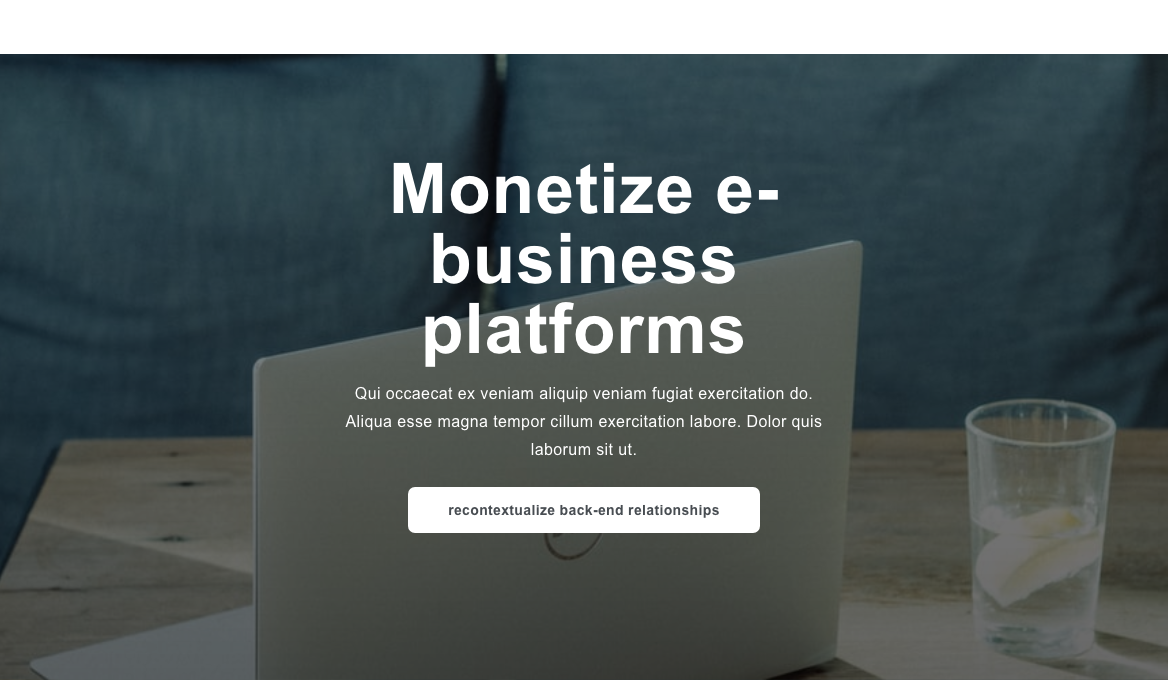 Monetize e-
business
platforms
Qui occaecat ex veniam aliquip veniam fugiat exercitation do.
Aliqua esse magna tempor cillum exercitation labore. Dolor quis
laborum sit ut.
recontextualize back-end relationships